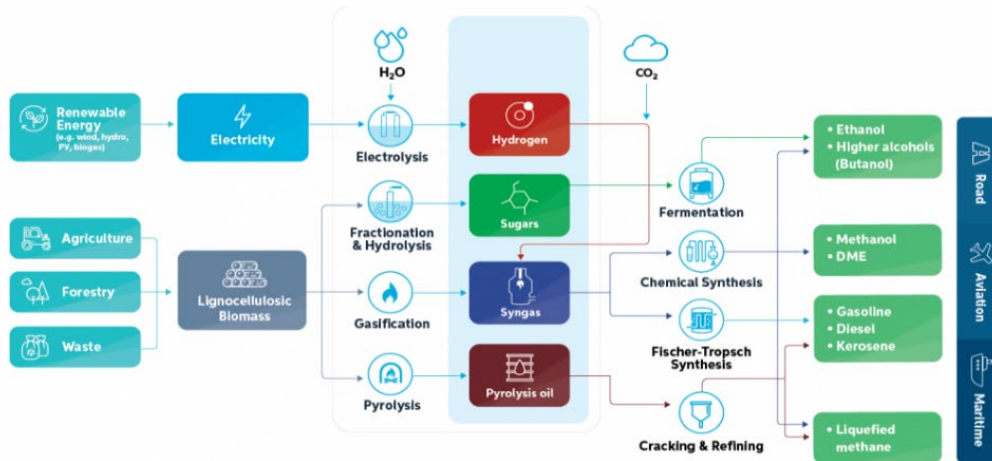 H₂O
CO₂
Renewable
Energy
(e.g. wind, hydro,
PV, biogas)
Electricity
Electrolysis
Hydrogen
Fractionation
& Hydrolysis
Sugars
Fermentation
• Ethanol
• Higher alcohols
(Butanol)
Agriculture
Forestry
Waste
Lignocellulosic
Biomass
Gasification
Syngas
Chemical Synthesis
• Methanol
• DME
Fischer-Tropsch
Synthesis
• Gasoline
• Diesel
• Kerosene
Pyrolysis
Pyrolysis oil
Cracking & Refining
• Liquefied
methane
Road
Aviation
Maritime